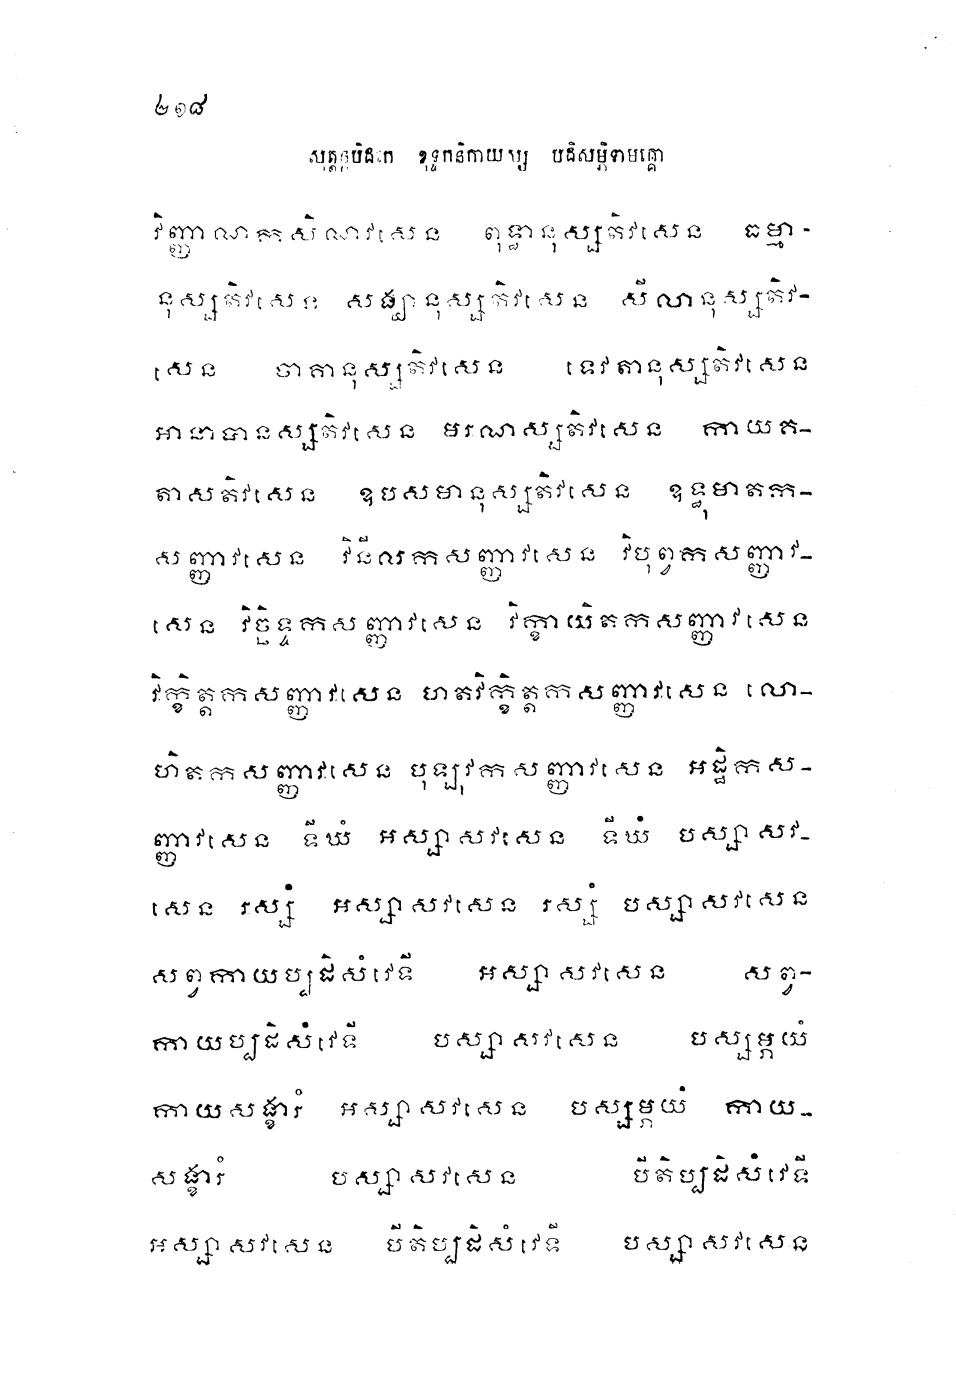 ២១៨
សុត្តន្តបិដកេ ខុទ្ទកនិកាយស្ស បដិសម្ភិទាមគ្គោ
វិញ្ញាណកសិណវសេន ពុទ្ធានុស្សតិវសេន ធម្មា-
នុស្សតិវសេន សង្ឃានុស្សតិវសេន សីលានុស្សតិវ-
សេន ចាគានុស្សតិវសេន ទេវតានុស្សតិវសេន
អានាបានស្សតិវសេន មរណស្សតិវសេន កាយគ-
តាសតិវសេន ឧបសមានុស្សតិវសេន ឧទ្ធុមាតក-
សញ្ញាវសេន វិនីលកសញ្ញាវសេន វិបុព្វកសញ្ញាវ-
សេន វិច្ឆិទ្ទកសញ្ញាវសេន វិក្ខាយិតកសញ្ញាវសេន
វិក្ខិត្តកសញ្ញាវសេន ហតវិក្ខិត្តកសញ្ញាវសេន លោ-
ហិតកសញ្ញាវសេន បុឡុវកសញ្ញាវសេន អដ្ឋិកស-
ញ្ញាវសេន ទីឃំ អស្សាសវសេន ទីឃំ បស្សាសវ-
សេន រស្សំ អស្សាសវសេន រស្សំ បស្សាសវសេន
សព្វកាយប្បដិសំវេទី អស្សាសវសេន សព្វ-
កាយប្បដិសំវេទី បស្សាសវសេន បស្សម្ភយំ
កាយសង្ខារំ អស្សាសវសេន បស្សម្ភយំ កាយ-
សង្ខារំ បស្សាសវសេន បីតិប្បដិសំវេទី
អស្សាសវសេន បីតិប្បដិសំវេទី បស្សាសវសេន